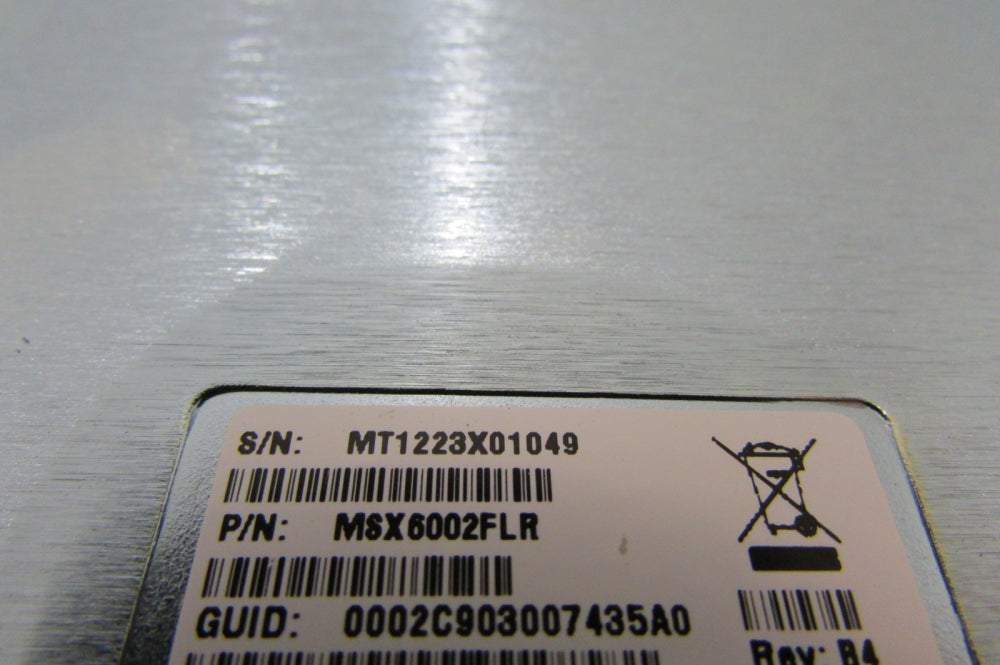 S/N: MT1223X01049
P/N: MSX6002FLR
GUID: 0002C903007435A0
Rev: B4